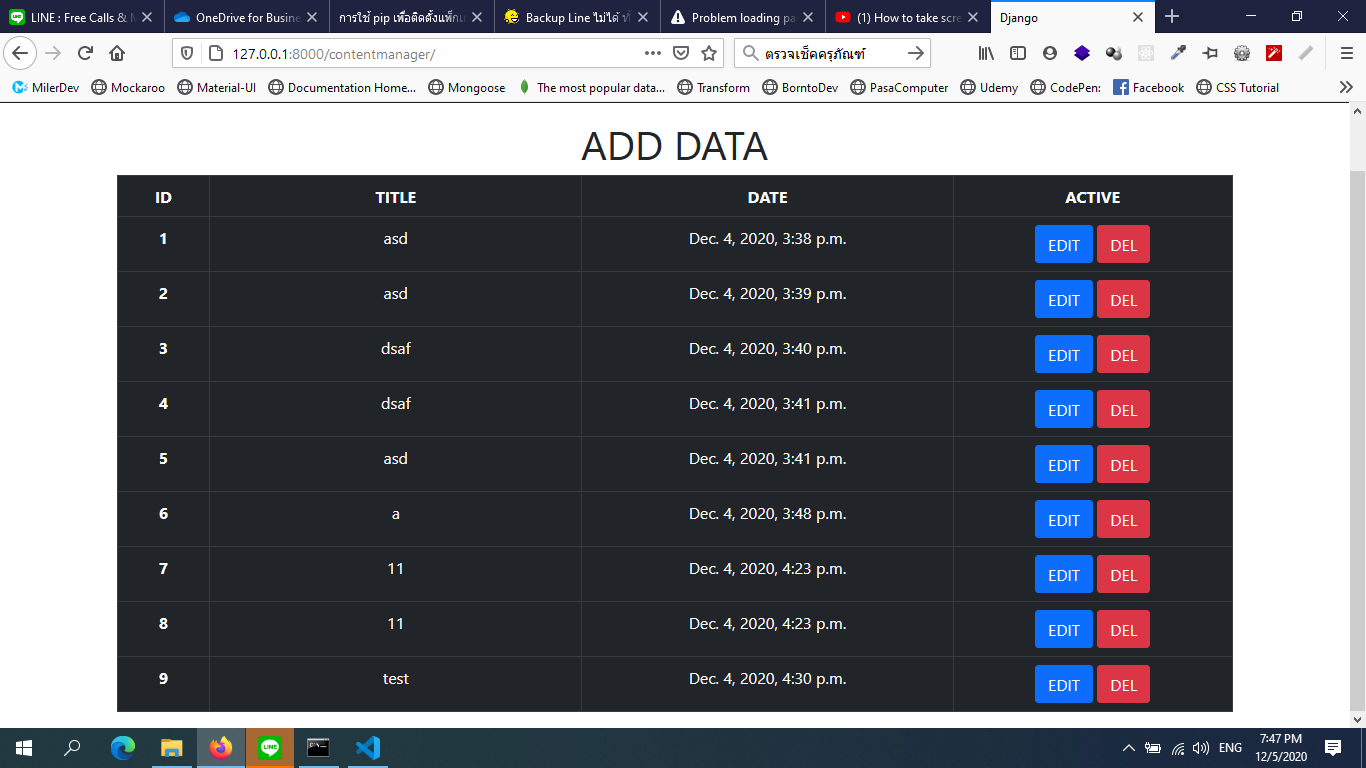 LINE : Free Calls & M
OneDrive for Busine
การใช้ pip เพื่อติดตั้งแพ็กเ
Backup Line ไม่ได้ ท
Problem loading pa
(1) How to take scre
Django
127.0.0.1:8000/contentmanager/
ตรวจเช็คครุภัณฑ์
MilerDev
Mockaroo
Material-UI
Documentation Home...
Mongoose
The most popular data...
Transform
BorntoDev
PasaComputer
Udemy
CodePen:
Facebook
CSS Tutorial
ADD DATA
ID TITLE DATE ACTIVE
1 asd Dec. 4, 2020, 3:38 p.m. EDIT DEL
2 asd Dec. 4, 2020, 3:39 p.m. EDIT DEL
3 dsaf Dec. 4, 2020, 3:40 p.m. EDIT DEL
4 dsaf Dec. 4, 2020, 3:41 p.m. EDIT DEL
5 asd Dec. 4, 2020, 3:41 p.m. EDIT DEL
6 a Dec. 4, 2020, 3:48 p.m. EDIT DEL
7 11 Dec. 4, 2020, 4:23 p.m. EDIT DEL
8 11 Dec. 4, 2020, 4:23 p.m. EDIT DEL
9 test Dec. 4, 2020, 4:30 p.m. EDIT DEL
LINE
ENG
7:47 PM
12/5/2020